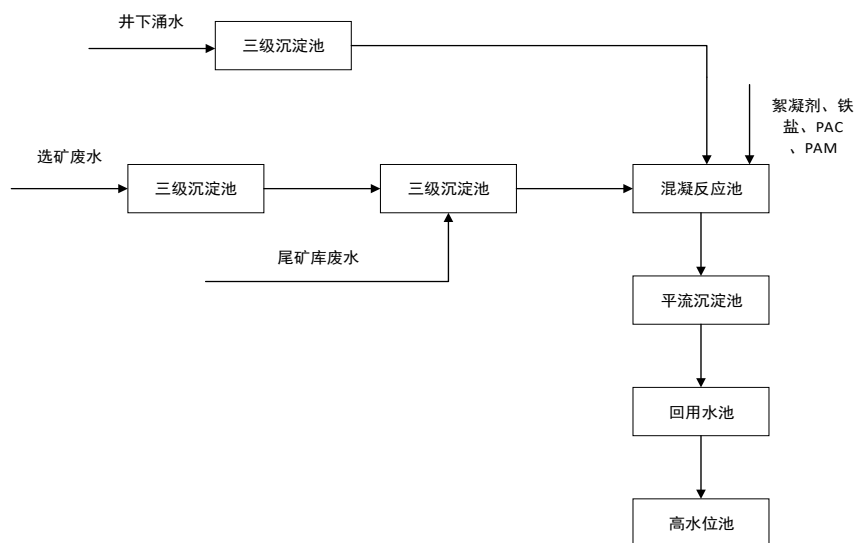 井下涌水
三级沉淀池
絮凝剂、铁
盐、PAC
、PAM
选矿废水
三级沉淀池
三级沉淀池
混凝反应池
尾矿库废水
平流沉淀池
回用水池
高水位池